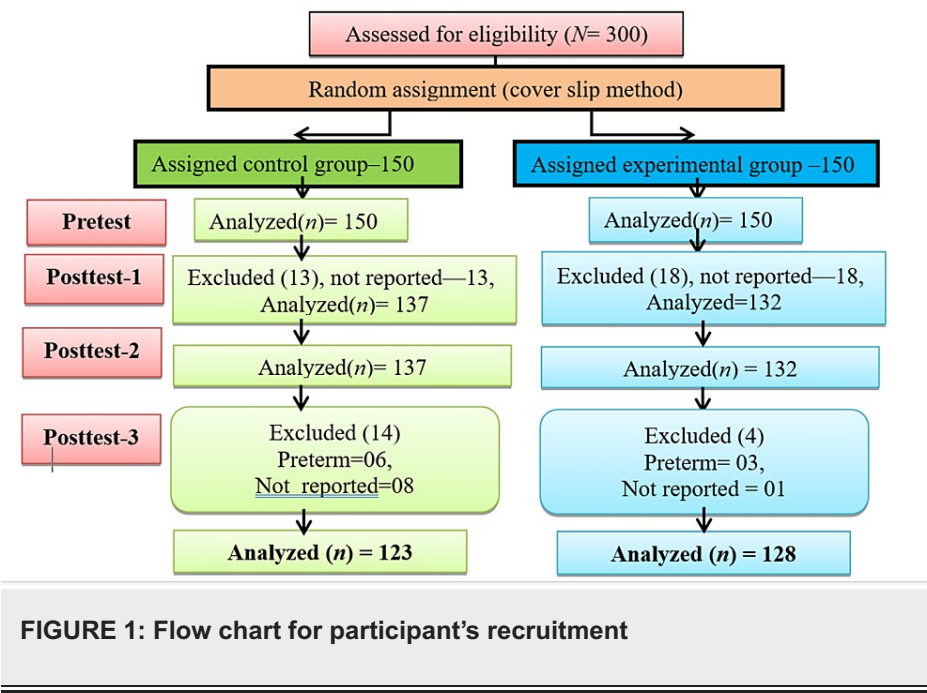 Assessed for eligibility (N= 300)
Random assignment (cover slip method)
Assigned control group–150
Assigned experimental group –150
Pretest
Analyzed(n)= 150
Analyzed(n)= 150
Posttest-1
Excluded (13), not reported—13,
Analyzed(n)= 137
Excluded (18), not reported—18,
Analyzed=132
Posttest-2
Analyzed(n)= 137
Analyzed(n) = 132
Posttest-3
Excluded (14)
Preterm=06,
Not reported=08
Excluded (4)
Preterm= 03,
Not reported = 01
Analyzed (n) = 123
Analyzed (n) = 128
FIGURE 1: Flow chart for participant’s recruitment